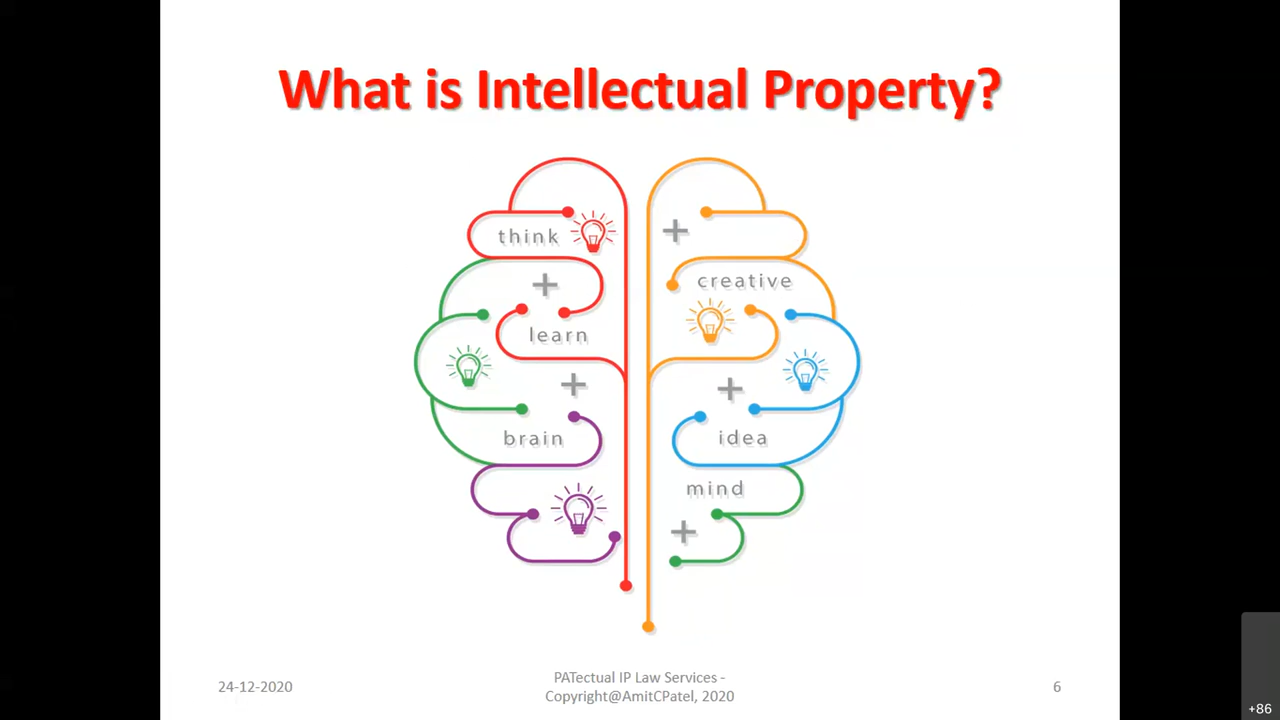 What is Intellectual Property?
think
creative
learn
brain
idea
mind
24-12-2020
PATectual IP Law Services -
Copyright@AmitCPatel, 2020
6
+86